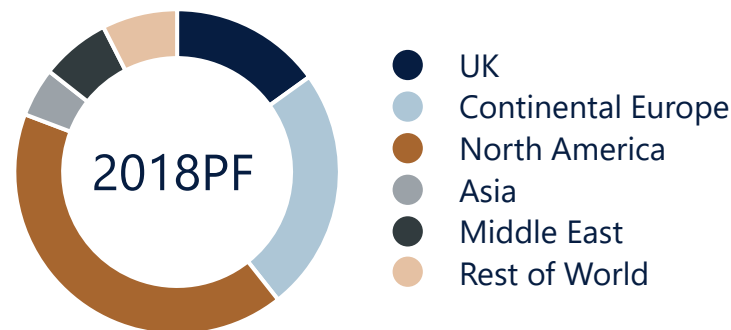 2018PF
UK
Continental Europe
North America
Asia
Middle East
Rest of World